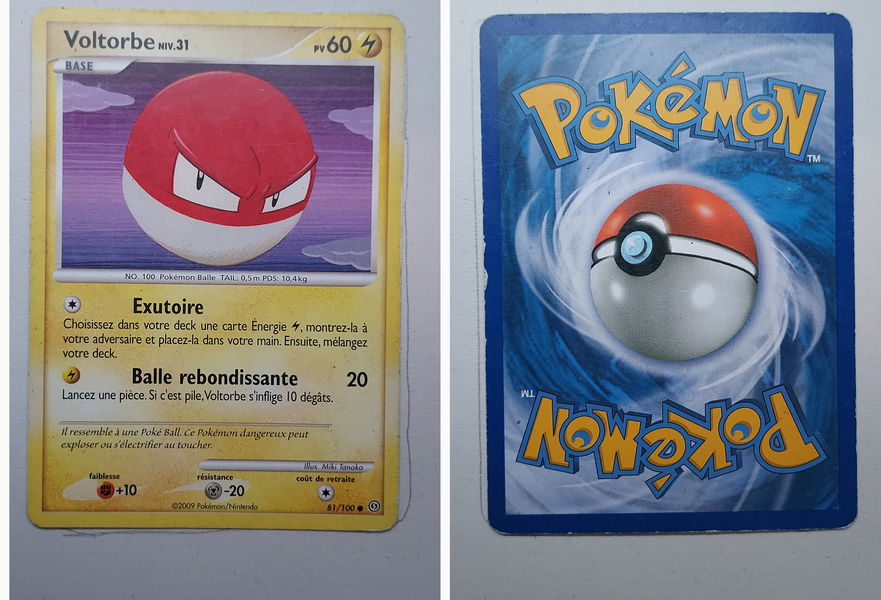 Voltorbe NIV.31
PV 60
BASE
NO. 100 Pokémon Balle TAIL: 0,5m PDS: 10,4kg
Exutoire
Choisissez dans votre deck une carte Énergie , montrez-la à
votre adversaire et placez-la dans votre main. Ensuite, mélangez
votre deck.
Balle rebondissante 20
Lancez une pièce. Si c'est pile, Voltorbe s'inflige 10 dégâts.
Il ressemble à une Poké Ball. Ce Pokémon dangereux peut
exploser ou s'électrifier au toucher.
Illus. Miki Tanaka
faiblesse résistance coût de retraite
+10 -20
©2009 Pokémon/Nintendo 81/100
POKéMON
TM
POKéMON
TM